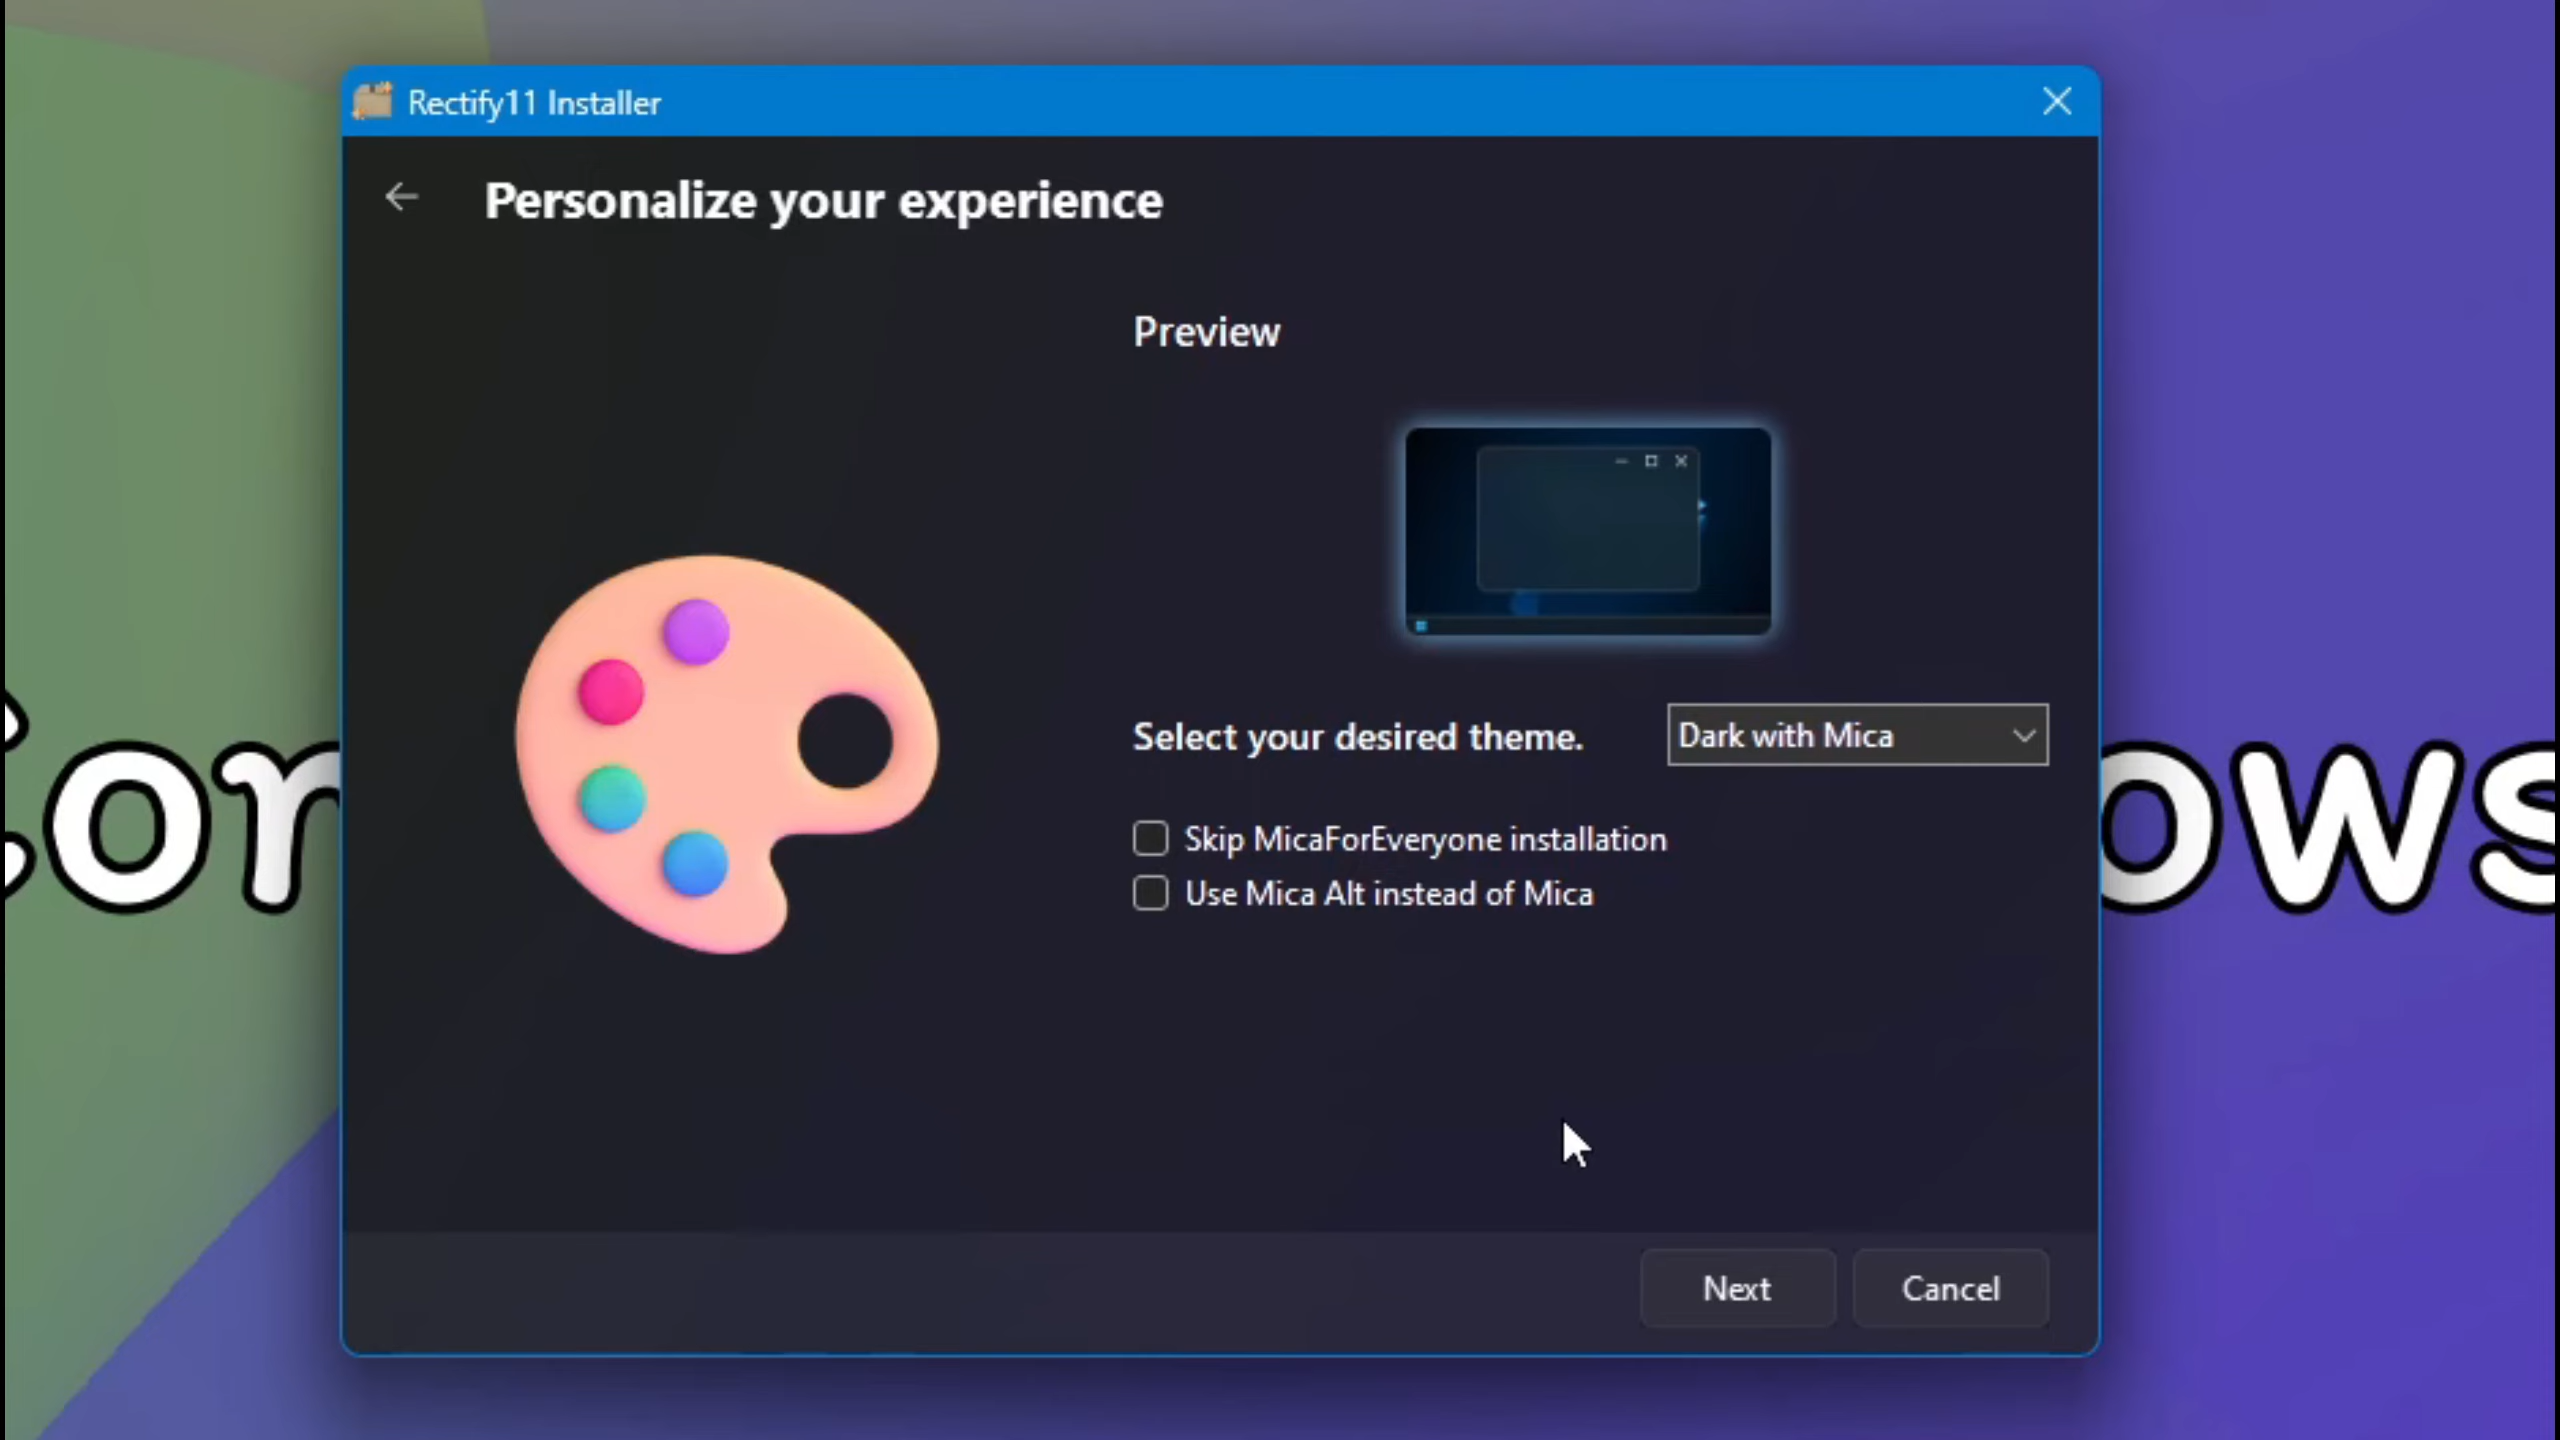 Rectify11 Installer
Personalize your experience
Preview
Select your desired theme.
Dark with Mica
Skip MicaForEveryone installation
Use Mica Alt instead of Mica
Next
Cancel